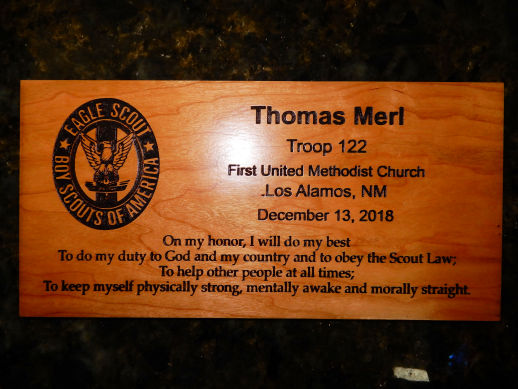 EAGLE SCOUT
BOY SCOUTS OF AMERICA
Thomas Merl
Troop 122
First United Methodist Church
Los Alamos, NM
December 13, 2018
On my honor, I will do my best
To do my duty to God and my country and to obey the Scout Law;
To help other people at all times;
To keep myself physically strong, mentally awake and morally straight.